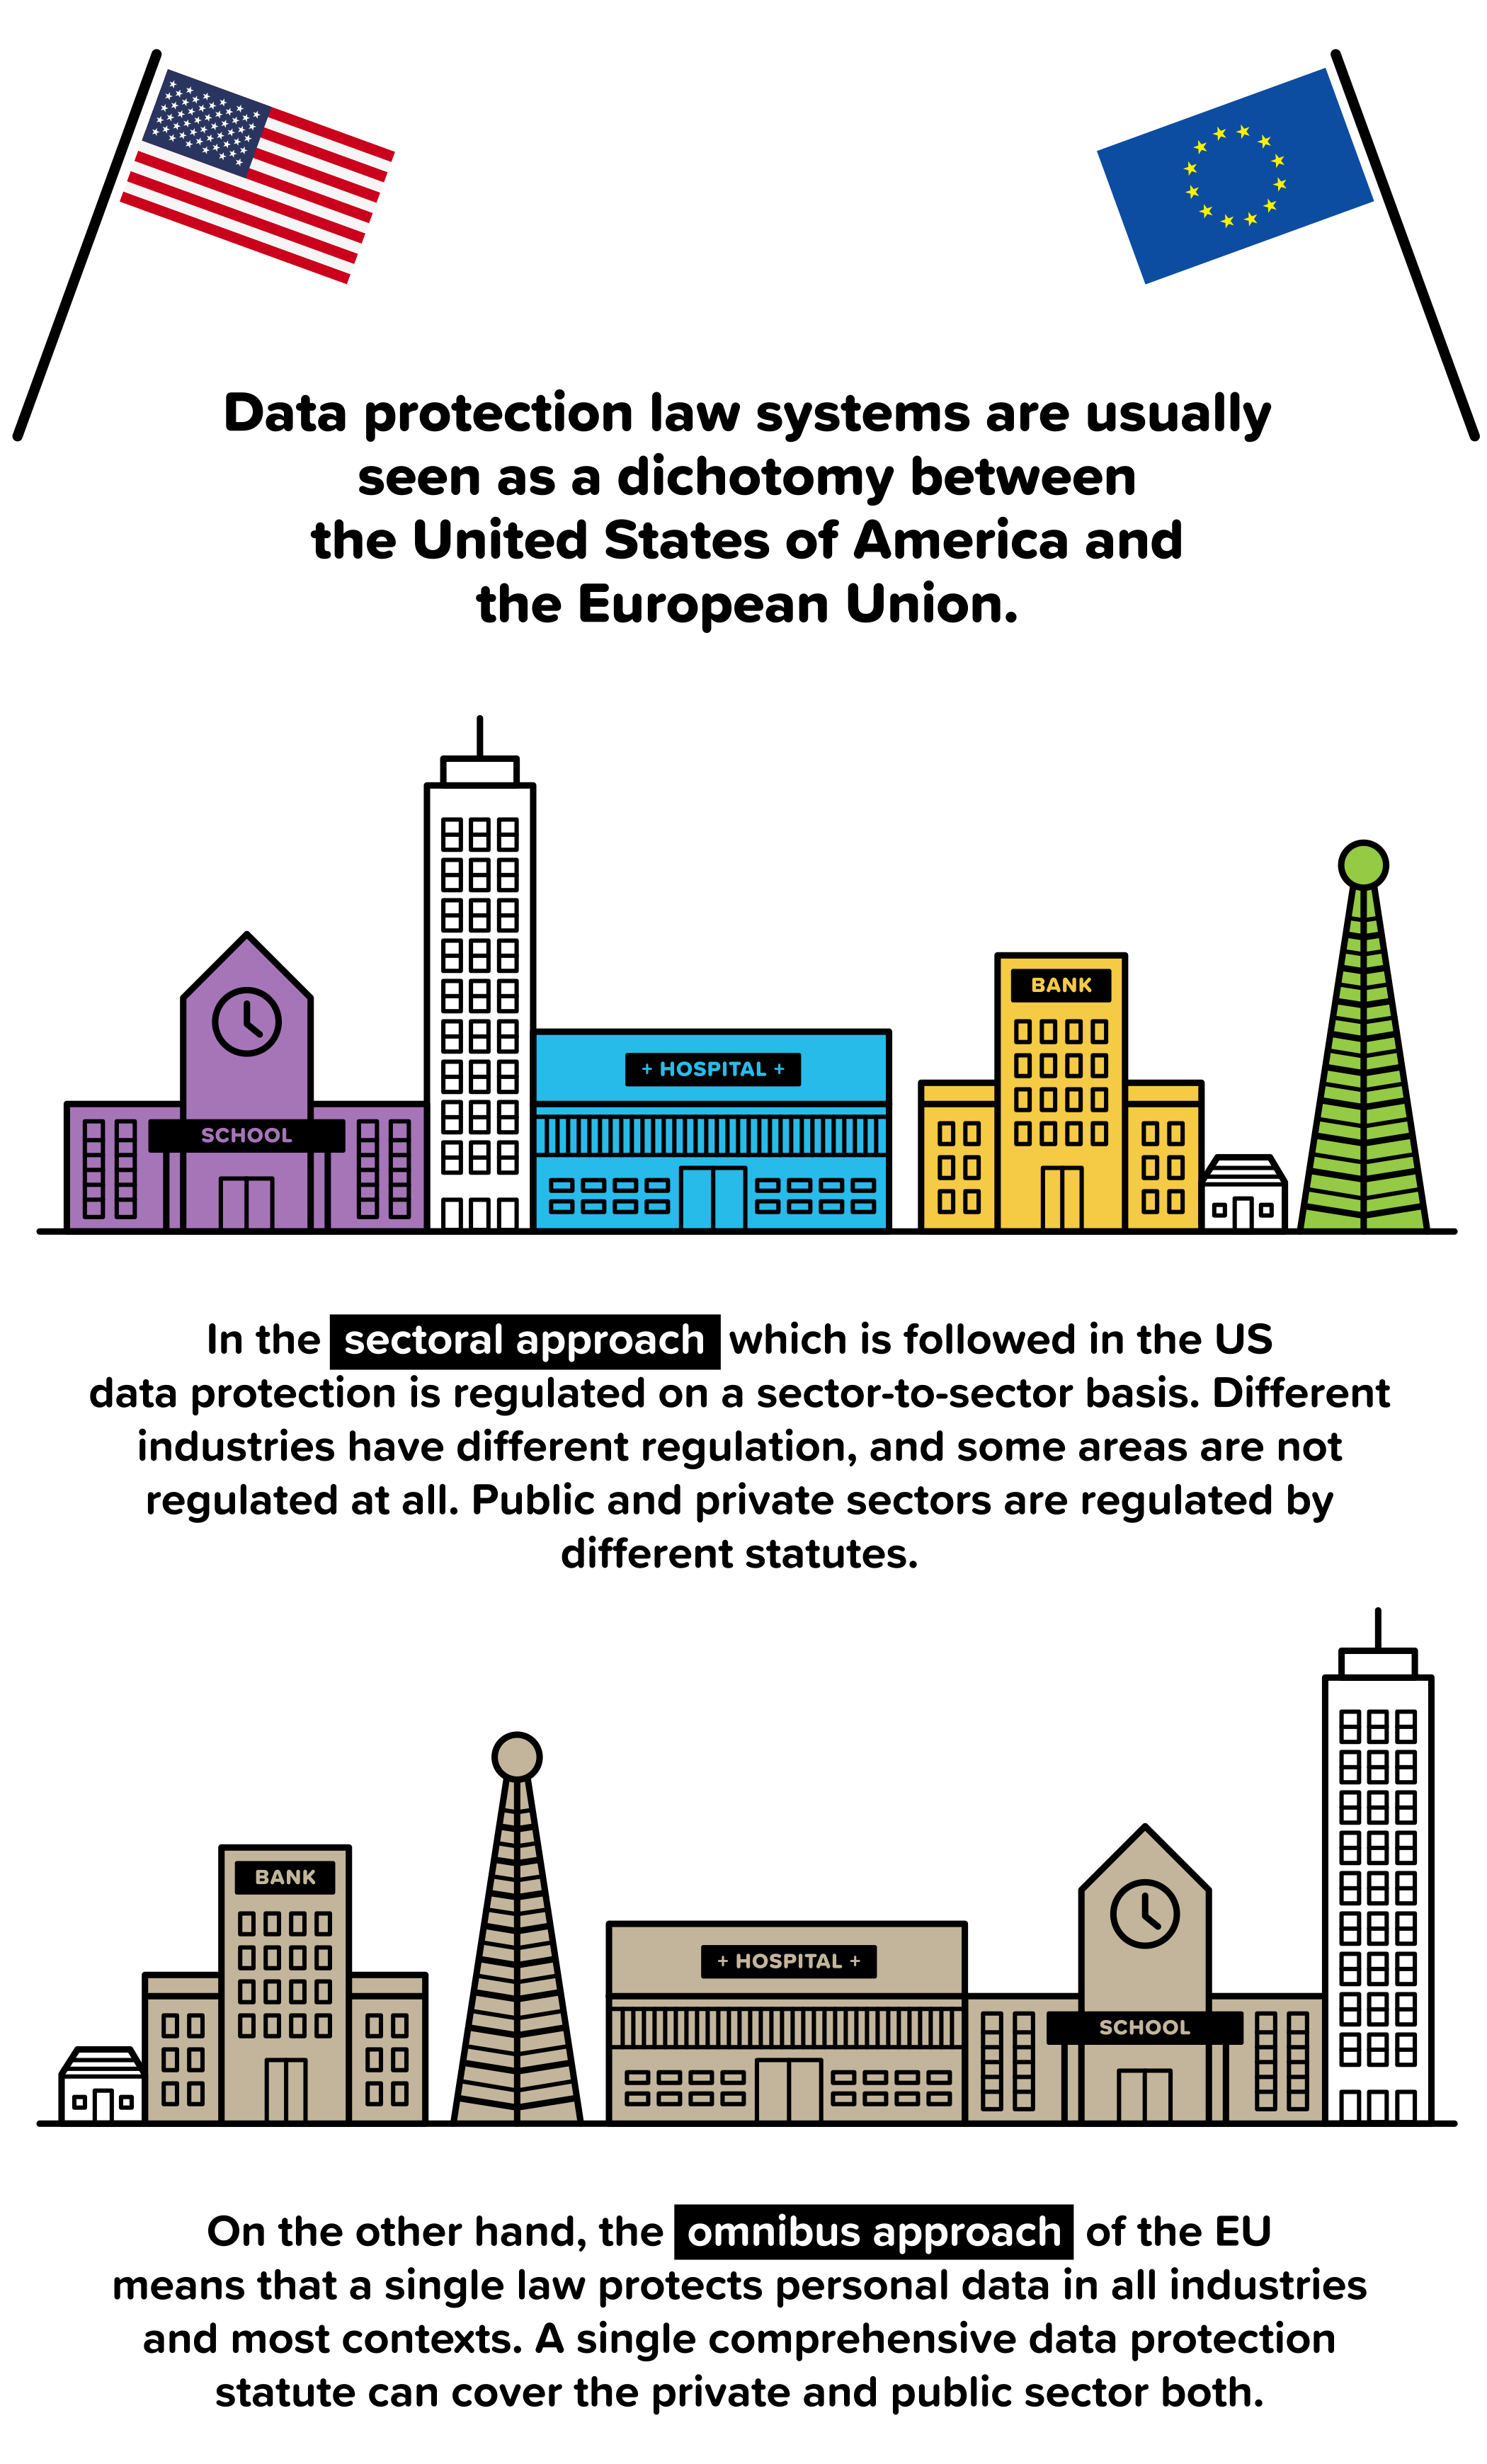 Data protection law systems are usually
seen as a dichotomy between
the United States of America and
the European Union.
BANK
+ HOSPITAL +
SCHOOL
In the sectoral approach which is followed in the US
data protection is regulated on a sector-to-sector basis. Different
industries have different regulation, and some areas are not
regulated at all. Public and private sectors are regulated by
different statutes.
BANK
+ HOSPITAL +
SCHOOL
On the other hand, the omnibus approach of the EU
means that a single law protects personal data in all industries
and most contexts. A single comprehensive data protection
statute can cover the private and public sector both.